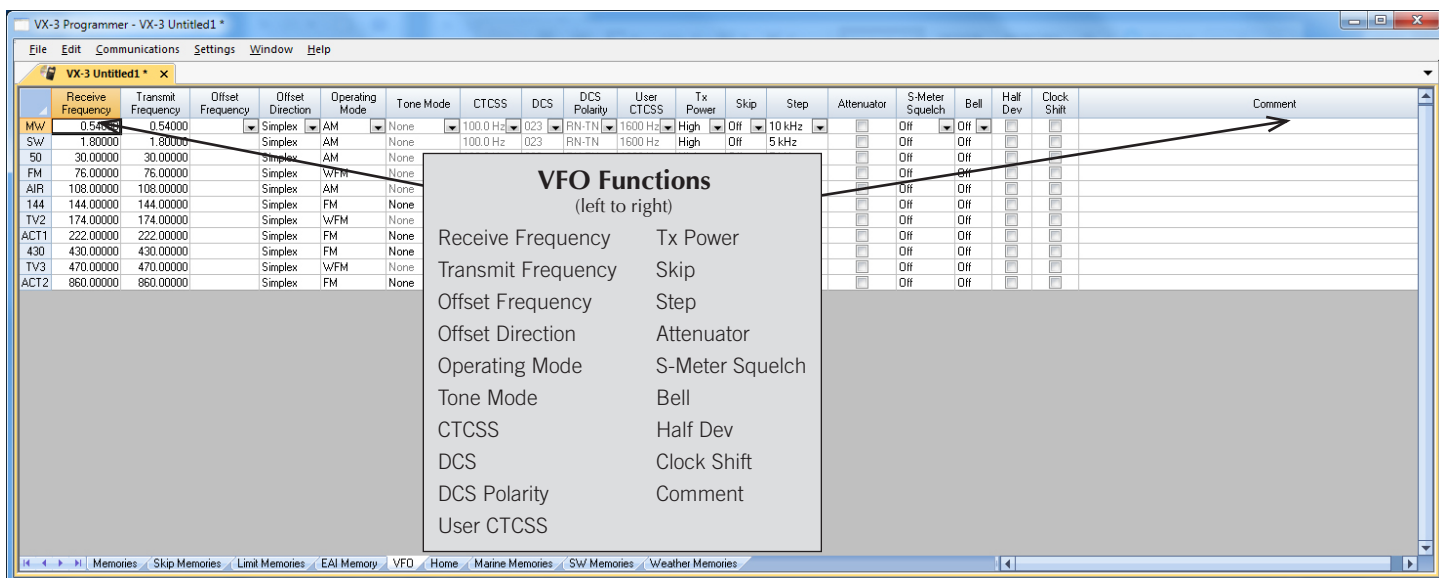 VX-3 Programmer - VX-3 Untitled1 *
File Edit Communications Settings Window Help
VX-3 Untitled1 * x
Receive Frequency Transmit Frequency Offset Frequency Offset Direction Operating Mode Tone Mode CTCSS DCS DCS Polarity User CTCSS Tx Power Skip Step Attenuator S-Meter Squelch Bell Half Dev Clock Shift Comment
MW 0.54000 0.54000 Simplex AM None 100.0 Hz 023 RN-TN 1600 Hz High Off 10 kHz Off Off
SW 1.80000 1.80000 Simplex AM None 100.0 Hz 023 RN-TN 1600 Hz High Off 5 kHz Off Off
50 30.00000 30.00000 Simplex AM None Off Off
FM 76.00000 76.00000 Simplex WFM None Off Off
AIR 108.00000 108.00000 Simplex AM None Off Off
144 144.00000 144.00000 Simplex FM None Off Off
TV2 174.00000 174.00000 Simplex WFM None Off Off
ACT1 222.00000 222.00000 Simplex FM None Off Off
430 430.00000 430.00000 Simplex FM None Off Off
TV3 470.00000 470.00000 Simplex WFM None Off Off
ACT2 860.00000 860.00000 Simplex FM None Off Off
VFO Functions
(left to right)
Receive Frequency Tx Power
Transmit Frequency Skip
Offset Frequency Step
Offset Direction Attenuator
Operating Mode S-Meter Squelch
Tone Mode Bell
CTCSS Half Dev
DCS Clock Shift
DCS Polarity Comment
User CTCSS
Memories Skip Memories Limit Memories EAI Memory VFO Home Marine Memories SW Memories Weather Memories